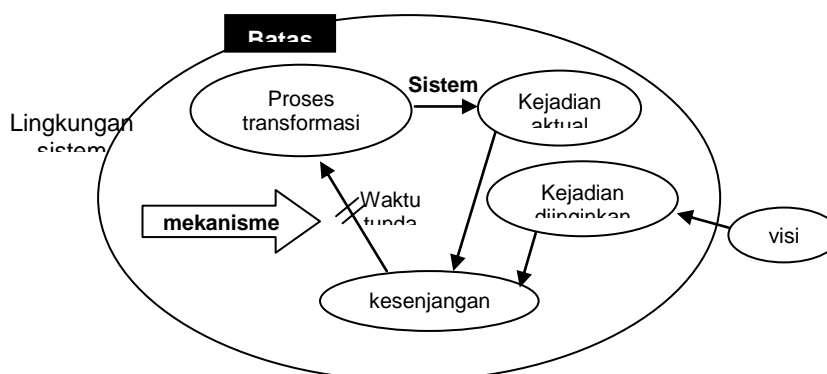 Batas
Sistem
Proses
transformasi
Kejadian
aktual
Lingkungan
sistem
Waktu
tunda
Kejadian
diinginkan
mekanisme
visi
kesenjangan